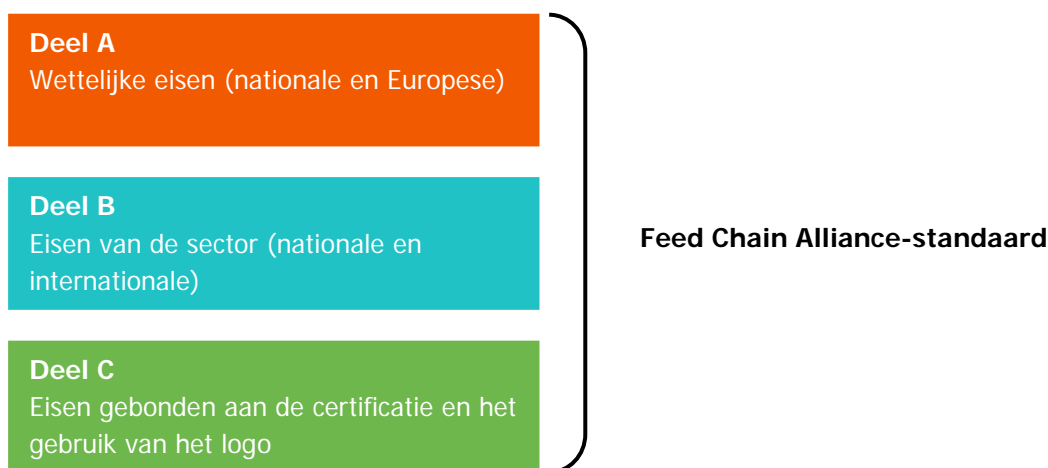 Deel A
Wettelijke eisen (nationale en Europese)
Deel B
Eisen van de sector (nationale en
internationale)
Feed Chain Alliance-standaard
Deel C
Eisen gebonden aan de certificatie en het
gebruik van het logo